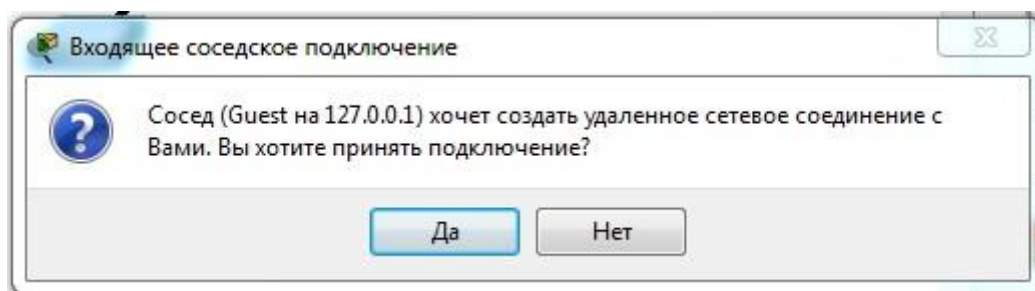 Входящее соседское подключение
Сосед (Guest на 127.0.0.1) хочет создать удаленное сетевое соединение с
Вами. Вы хотите принять подключение?
Да Нет